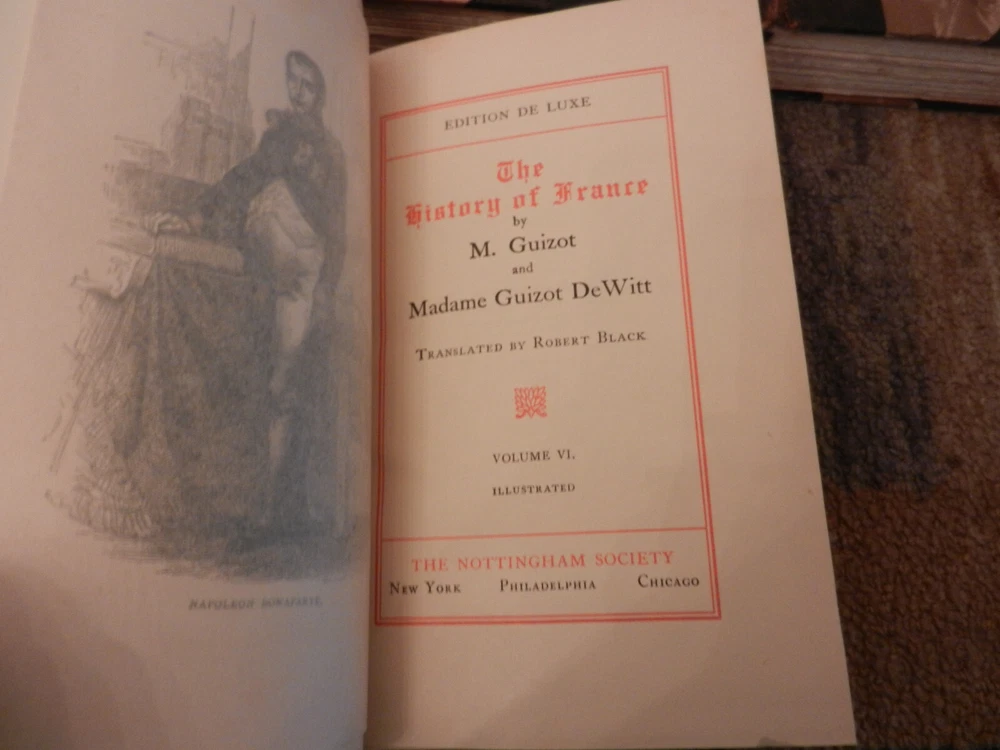 NAPOLEON BONAPARTE.
EDITION DE LUXE
The
History of France
by
M. Guizot
and
Madame Guizot DeWitt
TRANSLATED BY ROBERT BLACK
VOLUME VI.
ILLUSTRATED
THE NOTTINGHAM SOCIETY
NEW YORK PHILADELPHIA CHICAGO